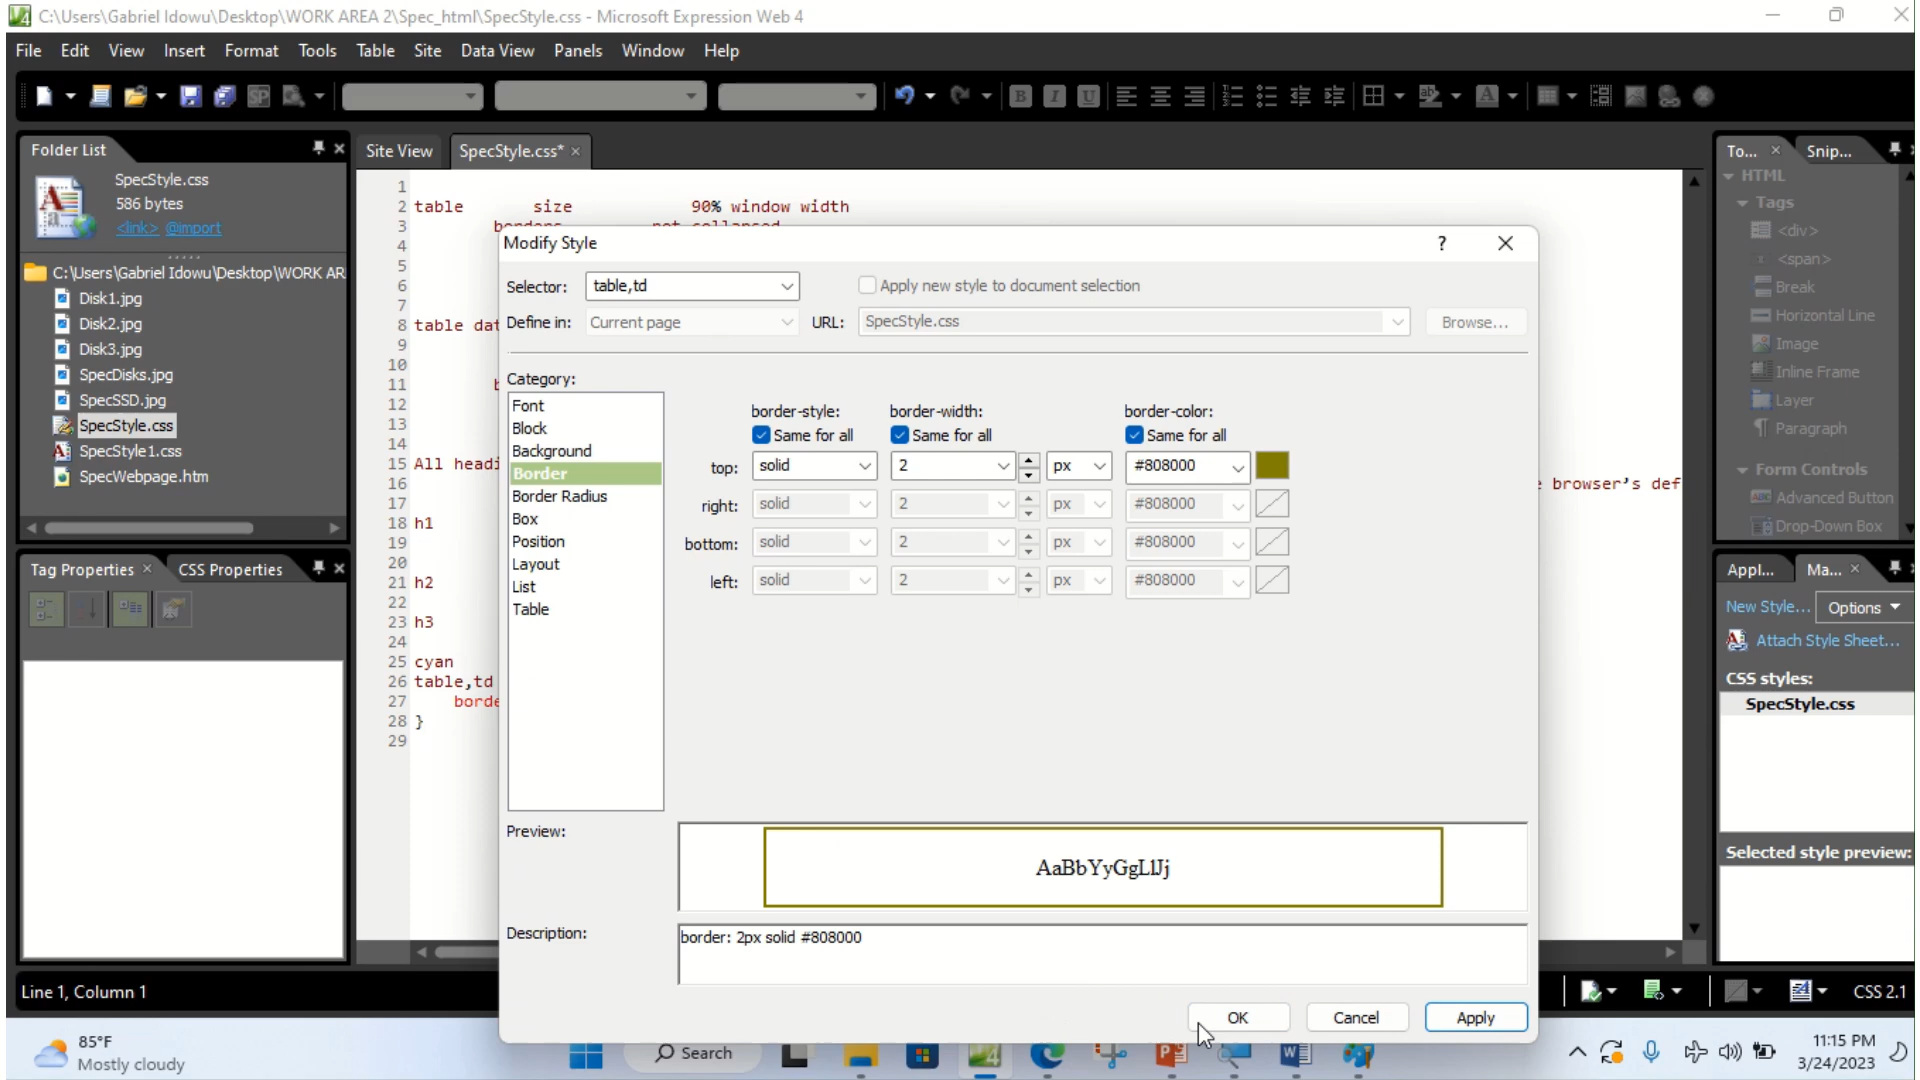 C:\Users\Gabriel Idowu\Desktop\WORK AREA 2\Spec_html\SpecStyle.css - Microsoft Expression Web 4
File Edit View Insert Format Tools Table Site Data View Panels Window Help
Folder List
SpecStyle.css
586 bytes
<link> @import
C:\Users\Gabriel Idowu\Desktop\WORK AR
Disk1.jpg
Disk2.jpg
Disk3.jpg
SpecDisks.jpg
SpecSSD.jpg
SpecStyle.css
SpecStyle1.css
SpecWebpage.htm
Tag Properties CSS Properties
Site View SpecStyle.css*
1
2 table size 90% window width
3
4
5
6
7
8 table dat
9
10
11
12
13
14
15 All headi browser's def
16
17
18 h1
19
20
21 h2
22
23 h3
24
25 cyan
26 table,td
27 borde
28 }
29
Modify Style ?
Selector: table,td Apply new style to document selection
Define in: Current page URL: SpecStyle.css Browse...
Category:
Font
Block
Background
Border
Border Radius
Box
Position
Layout
List
Table
border-style: border-width: border-color:
Same for all Same for all Same for all
top: solid 2 px #808000
right: solid 2 px #808000
bottom: solid 2 px #808000
left: solid 2 px #808000
Preview:
AaBbYyGgLlJj
Description:
border: 2px solid #808000
OK Cancel Apply
To... Snip...
HTML
Tags
<div>
<span>
Break
Horizontal Line
Image
Inline Frame
Layer
Paragraph
Form Controls
Advanced Button
Drop-Down Box
Appl... Ma...
New Style... Options
Attach Style Sheet...
CSS styles:
SpecStyle.css
Selected style preview:
Line 1, Column 1
CSS 2.1
85°F
Mostly cloudy
Search
11:15 PM
3/24/2023